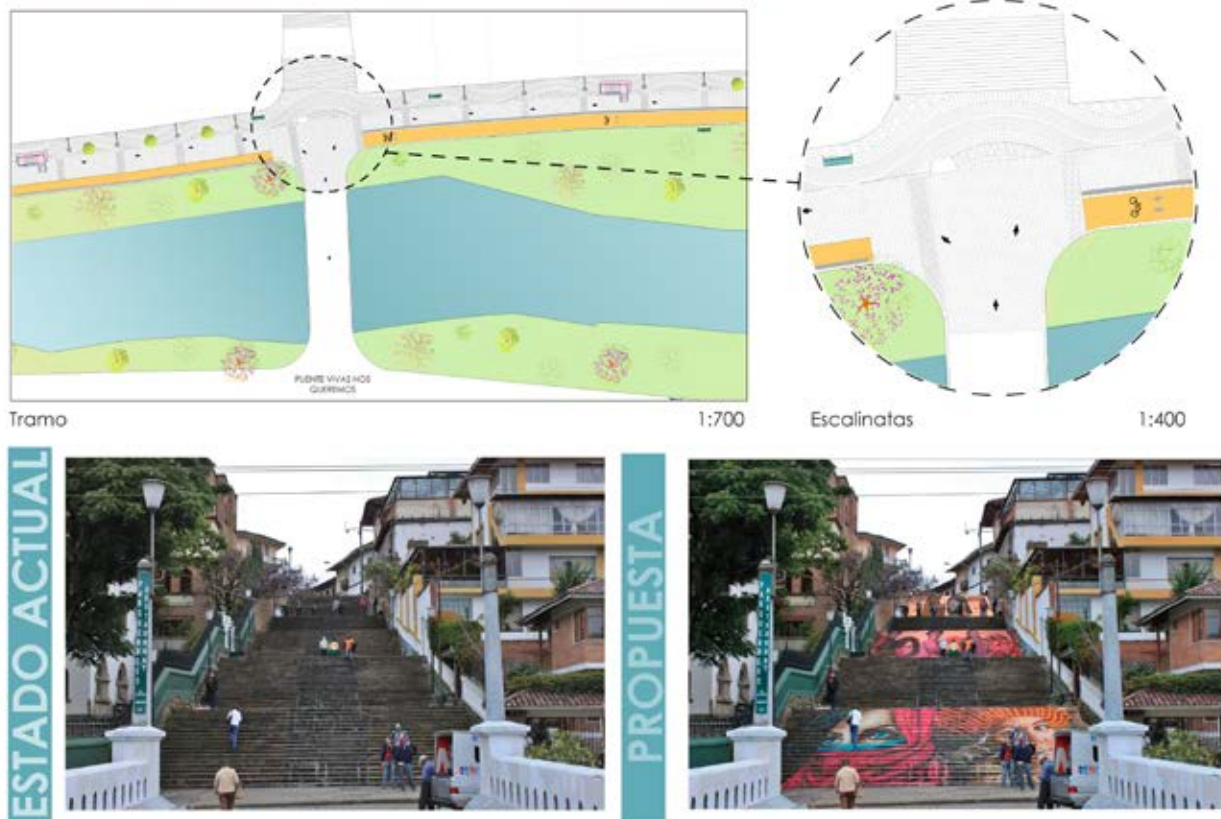 PUENTE VIVAS NOS
QUEREMOS
Tramo
1:700
Escalinatas
1:400
ESTADO ACTUAL
PROPUESTA